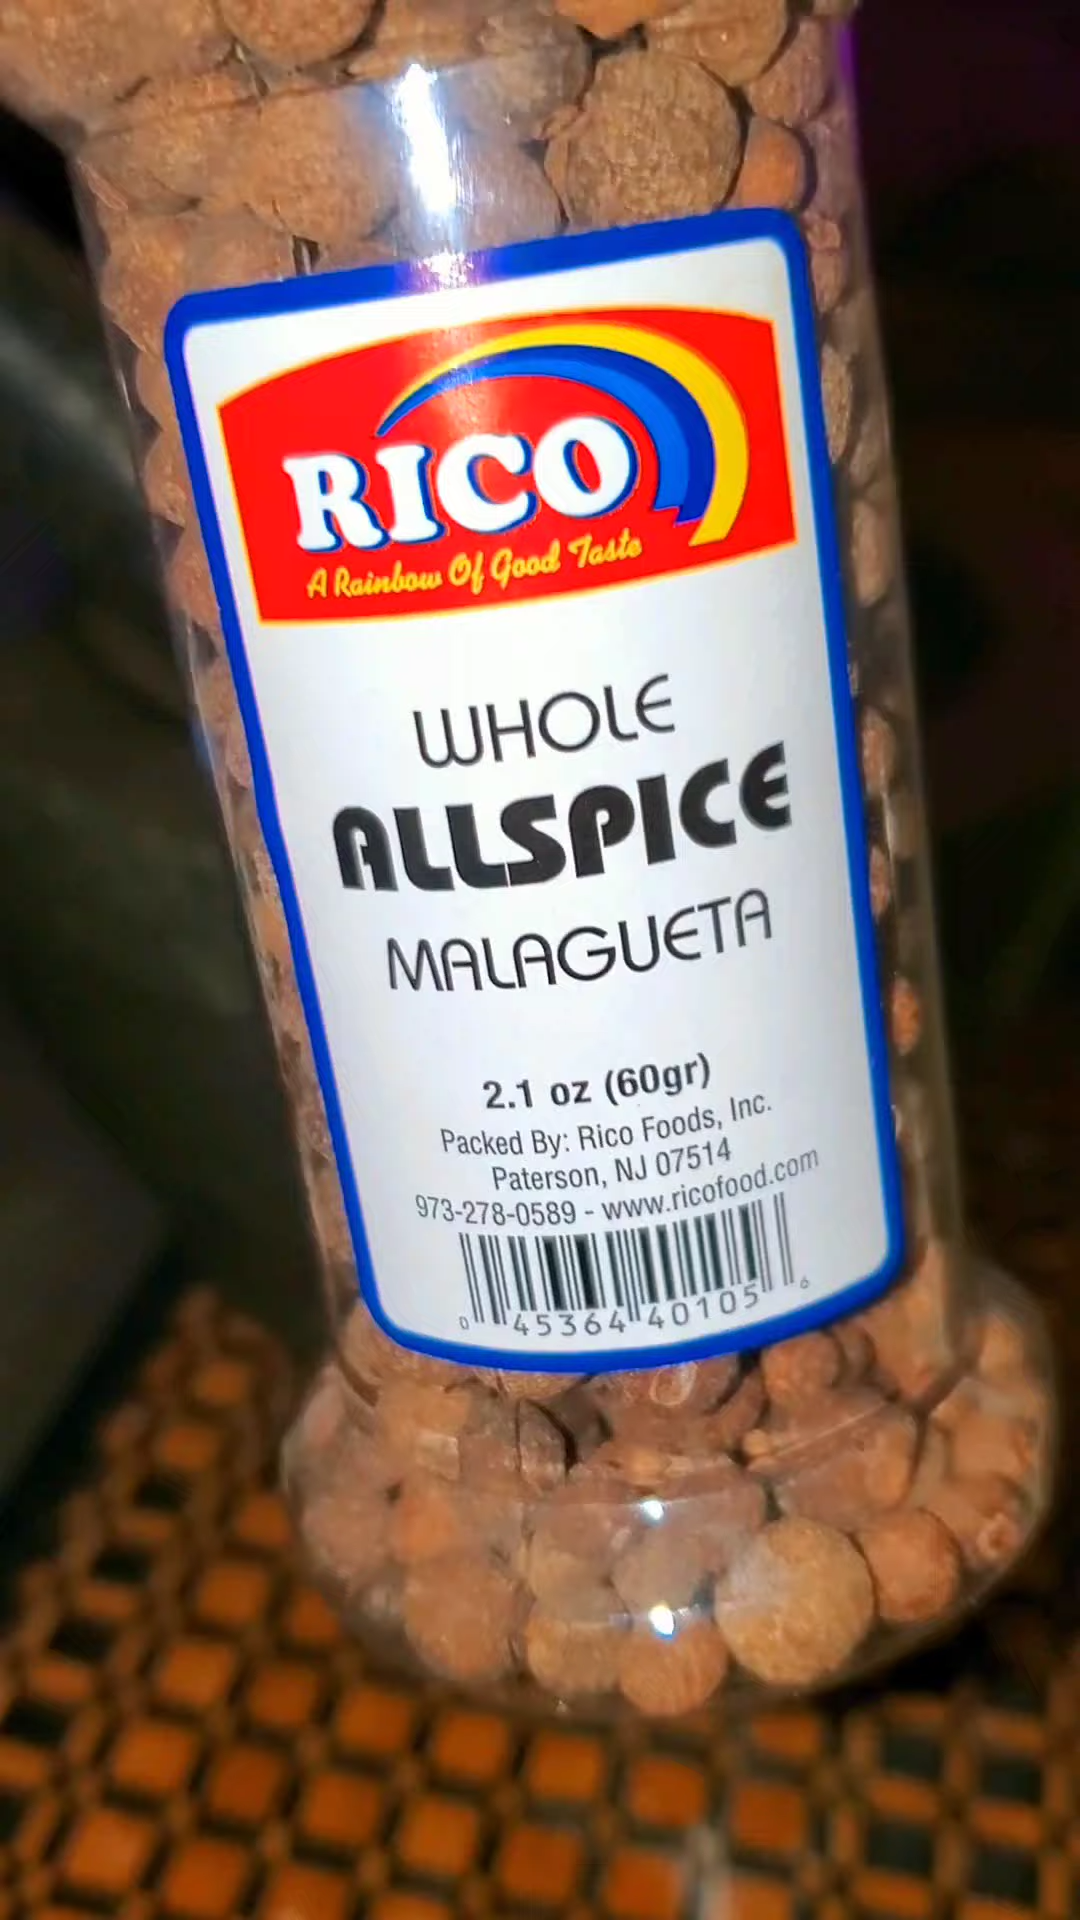 RICO
A Rainbow Of Good Taste
WHOLE
ALLSPICE
MALAGUETA
2.1 oz (60gr)
Packed By: Rico Foods, Inc.
Paterson, NJ 07514
973-278-0589 - www.ricofood.com
0 45364 40105 6